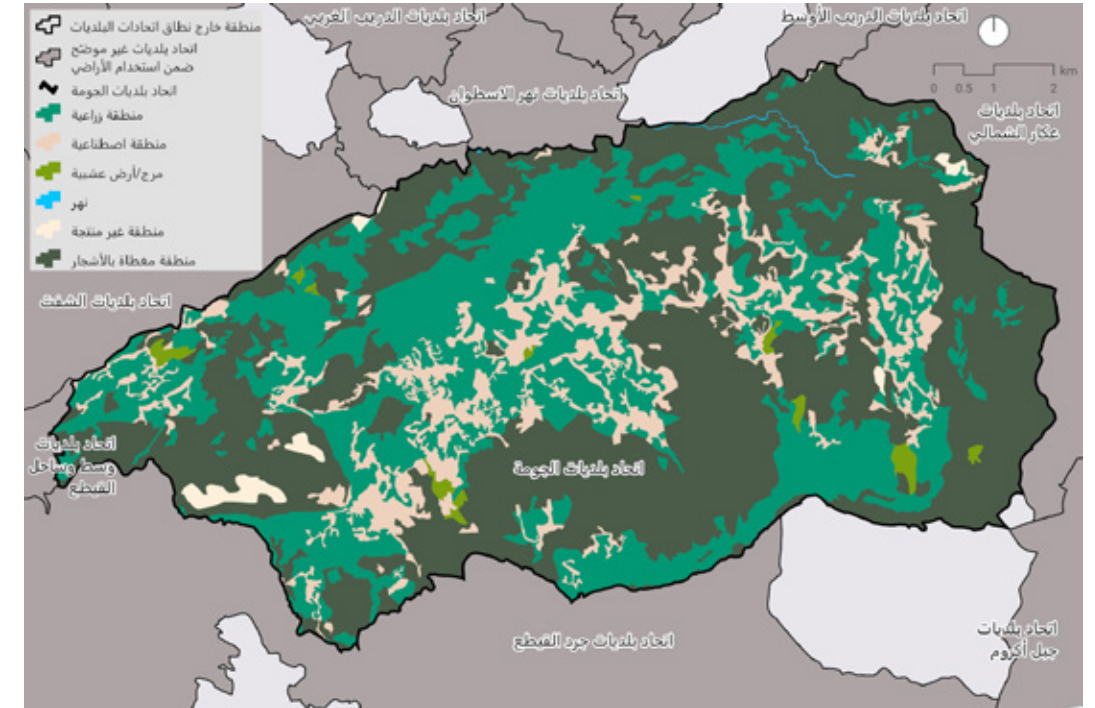 منطقة خارج نطاق اتحادات البلديات
اتحاد بلديات غير موضح
ضمن استخدام الأراضي
اتحاد بلديات الجومة
منطقة زراعية
منطقة اصطناعية
مرج/أرض عشبية
نهر
منطقة غير منتجة
منطقة مغطاة بالأشجار
اتحاد بلديات الدريب الغربي
اتحاد بلديات الدريب الأوسط
km
0 0.5 1 2
اتحاد بلديات نهر الاسطوان
اتحاد بلديات
عكار الشمالي
اتحاد بلديات الشفت
اتحاد بلديات
وسط وساحل
القيطع
اتحاد بلديات الجومة
اتحاد بلديات جرد القيطع
اتحاد بلديات
جبل أكروم